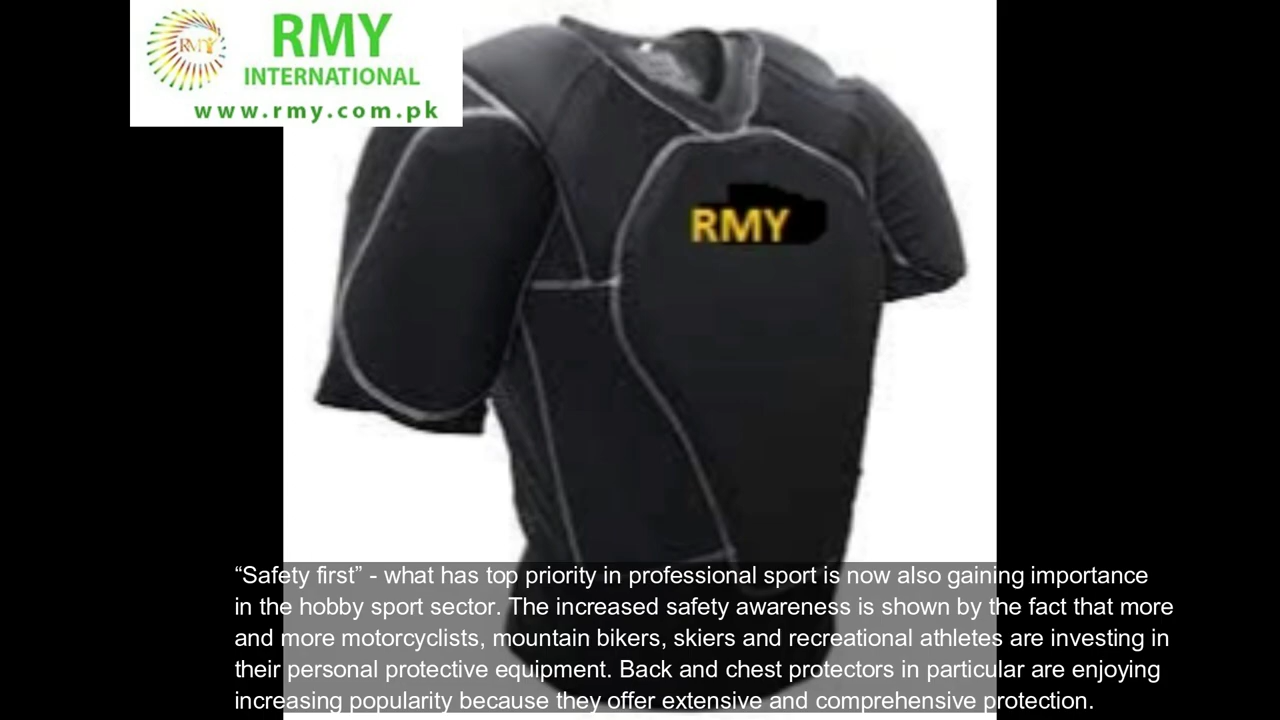 RMY
RMY
INTERNATIONAL
www.rmy.com.pk
RMY
“Safety first” - what has top priority in professional sport is now also gaining importance
in the hobby sport sector. The increased safety awareness is shown by the fact that more
and more motorcyclists, mountain bikers, skiers and recreational athletes are investing in
their personal protective equipment. Back and chest protectors in particular are enjoying
increasing popularity because they offer extensive and comprehensive protection.